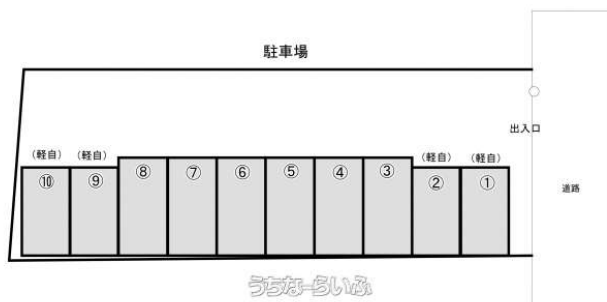 駐車場
出入口
(軽自) (軽自) (軽自) (軽自)
⑩ ⑨ ⑧ ⑦ ⑥ ⑤ ④ ③ ② ①
道路
うちなーらいふ